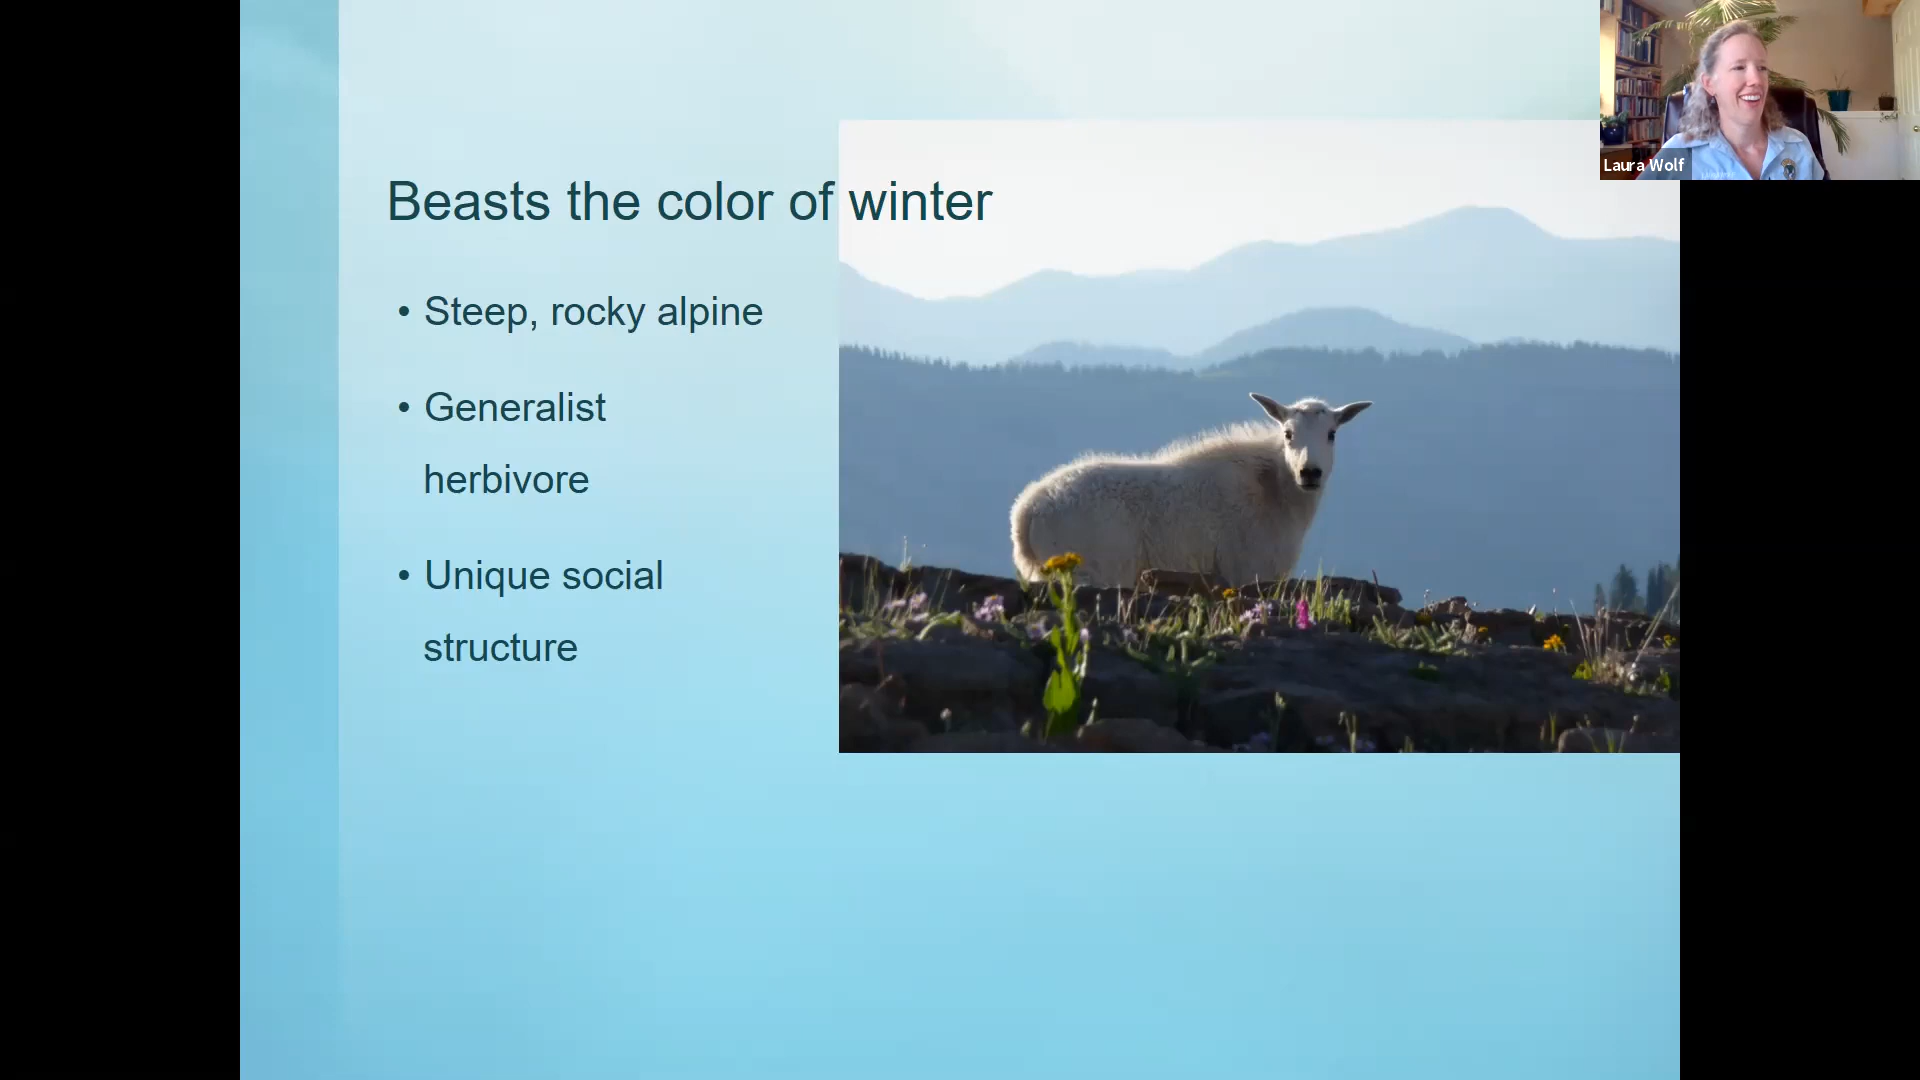 Laura Wolf
Beasts the color of winter
• Steep, rocky alpine
• Generalist
herbivore
• Unique social
structure